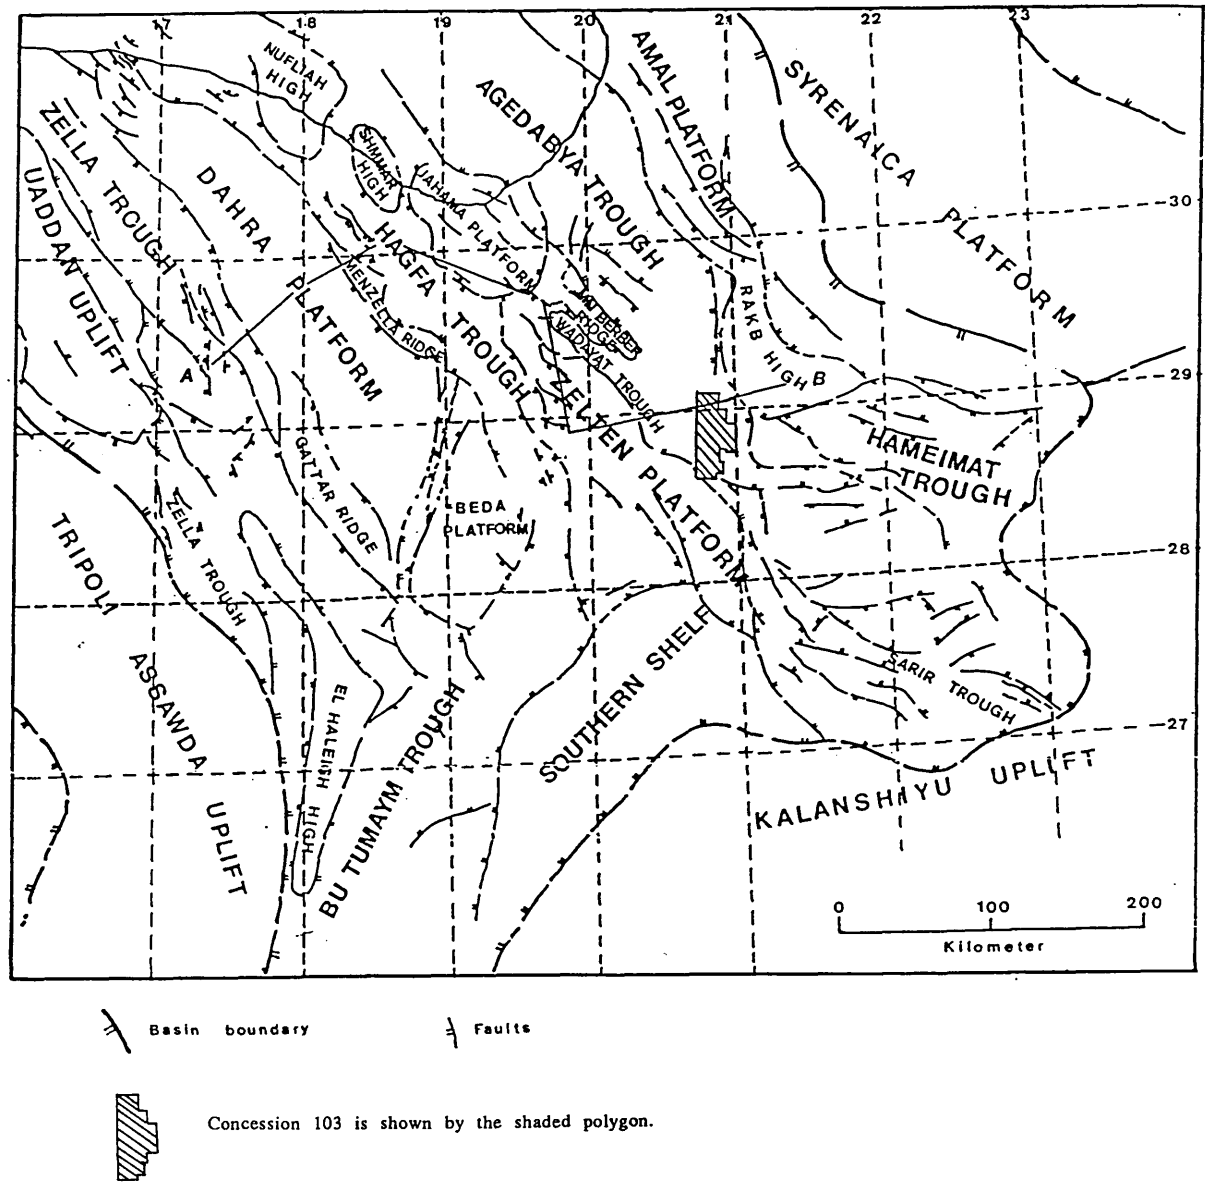 17 18 19 20 21 22 23
NUFLIAH HIGH
AMAL PLATFORM
SYRENAICA PLATFORM
AGEDABYA TROUGH
ZELLA TROUGH
UADDAN UPLIFT
DAHRA PLATFORM
SHMMAR HIGH
JAHAMA PLAYFORM
HAGFA TROUGH
MENZELLA RIDGE
30
RAKB HIGH
RYDGE
WADAYAT TROUGH
29
A
B
ZELTEN PLATFORM
HAMEIMAT TROUGH
GATTAR RIDGE
BEDA PLATFORM
ZELLA TROUGH
28
TRIPOLI ASSAWDA UPLIFT
SOUTHERN SHELF
SARIR TROUGH
EL HALEIGH HIGH
BU TUMAYM TROUGH
27
KALANSHIYU UPLIFT
0 100 200
Kilometer
Basin boundary
Faults
Concession 103 is shown by the shaded polygon.